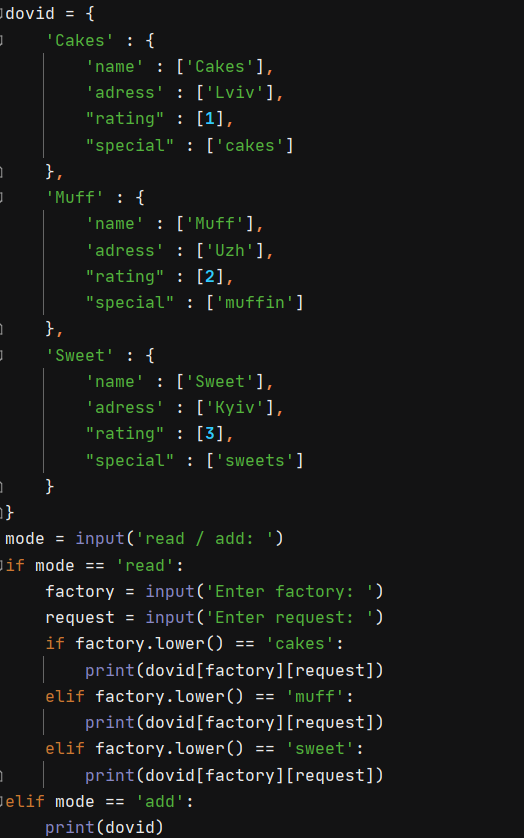 dovid = {
    'Cakes' : {
        'name' : ['Cakes'],
        'adress' : ['Lviv'],
        "rating" : [1],
        "special" : ['cakes']
    },
    'Muff' : {
        'name' : ['Muff'],
        'adress' : ['Uzh'],
        "rating" : [2],
        "special" : ['muffin']
    },
    'Sweet' : {
        'name' : ['Sweet'],
        'adress' : ['Kyiv'],
        "rating" : [3],
        "special" : ['sweets']
    }
}
mode = input('read / add: ')
if mode == 'read':
    factory = input('Enter factory: ')
    request = input('Enter request: ')
    if factory.lower() == 'cakes':
        print(dovid[factory][request])
    elif factory.lower() == 'muff':
        print(dovid[factory][request])
    elif factory.lower() == 'sweet':
        print(dovid[factory][request])
elif mode == 'add':
    print(dovid)